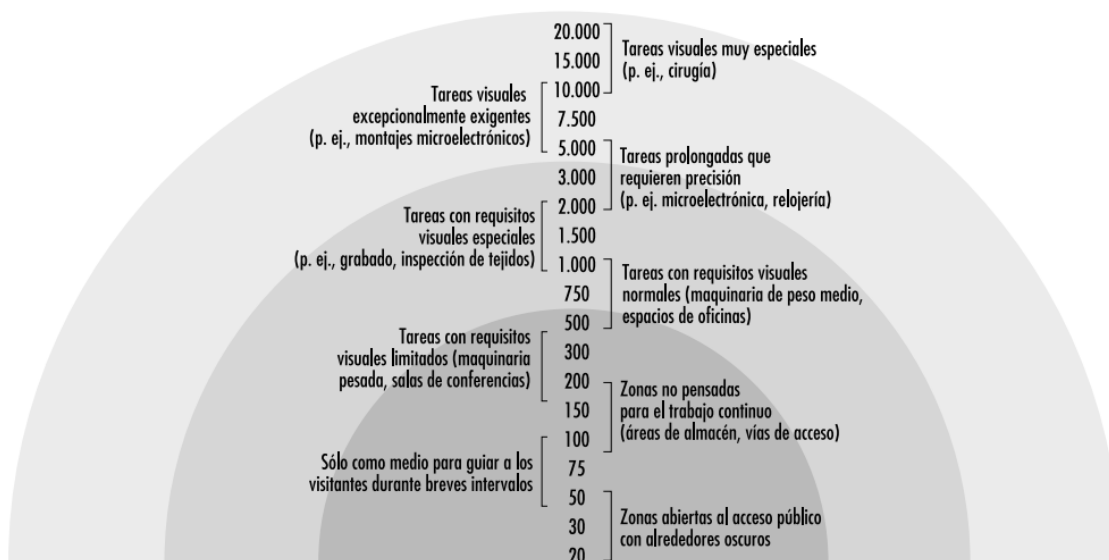 20.000
15.000
10.000
7.500
5.000
3.000
2.000
1.500
1.000
750
500
300
200
150
100
75
50
30
20
Tareas visuales muy especiales
(p. ej., cirugía)
Tareas visuales
excepcionalmente exigentes
(p. ej., montajes microelectrónicos)
Tareas prolongadas que
requieren precisión
(p. ej. microelectrónica, relojería)
Tareas con requisitos
visuales especiales
(p. ej., grabado, inspección de tejidos)
Tareas con requisitos visuales
normales (maquinaria de peso medio,
espacios de oficinas)
Tareas con requisitos
visuales limitados (maquinaria
pesada, salas de conferencias)
Zonas no pensadas
para el trabajo continuo
(áreas de almacén, vías de acceso)
Sólo como medio para guiar a los
visitantes durante breves intervalos
Zonas abiertas al acceso público
con alrededores oscuros